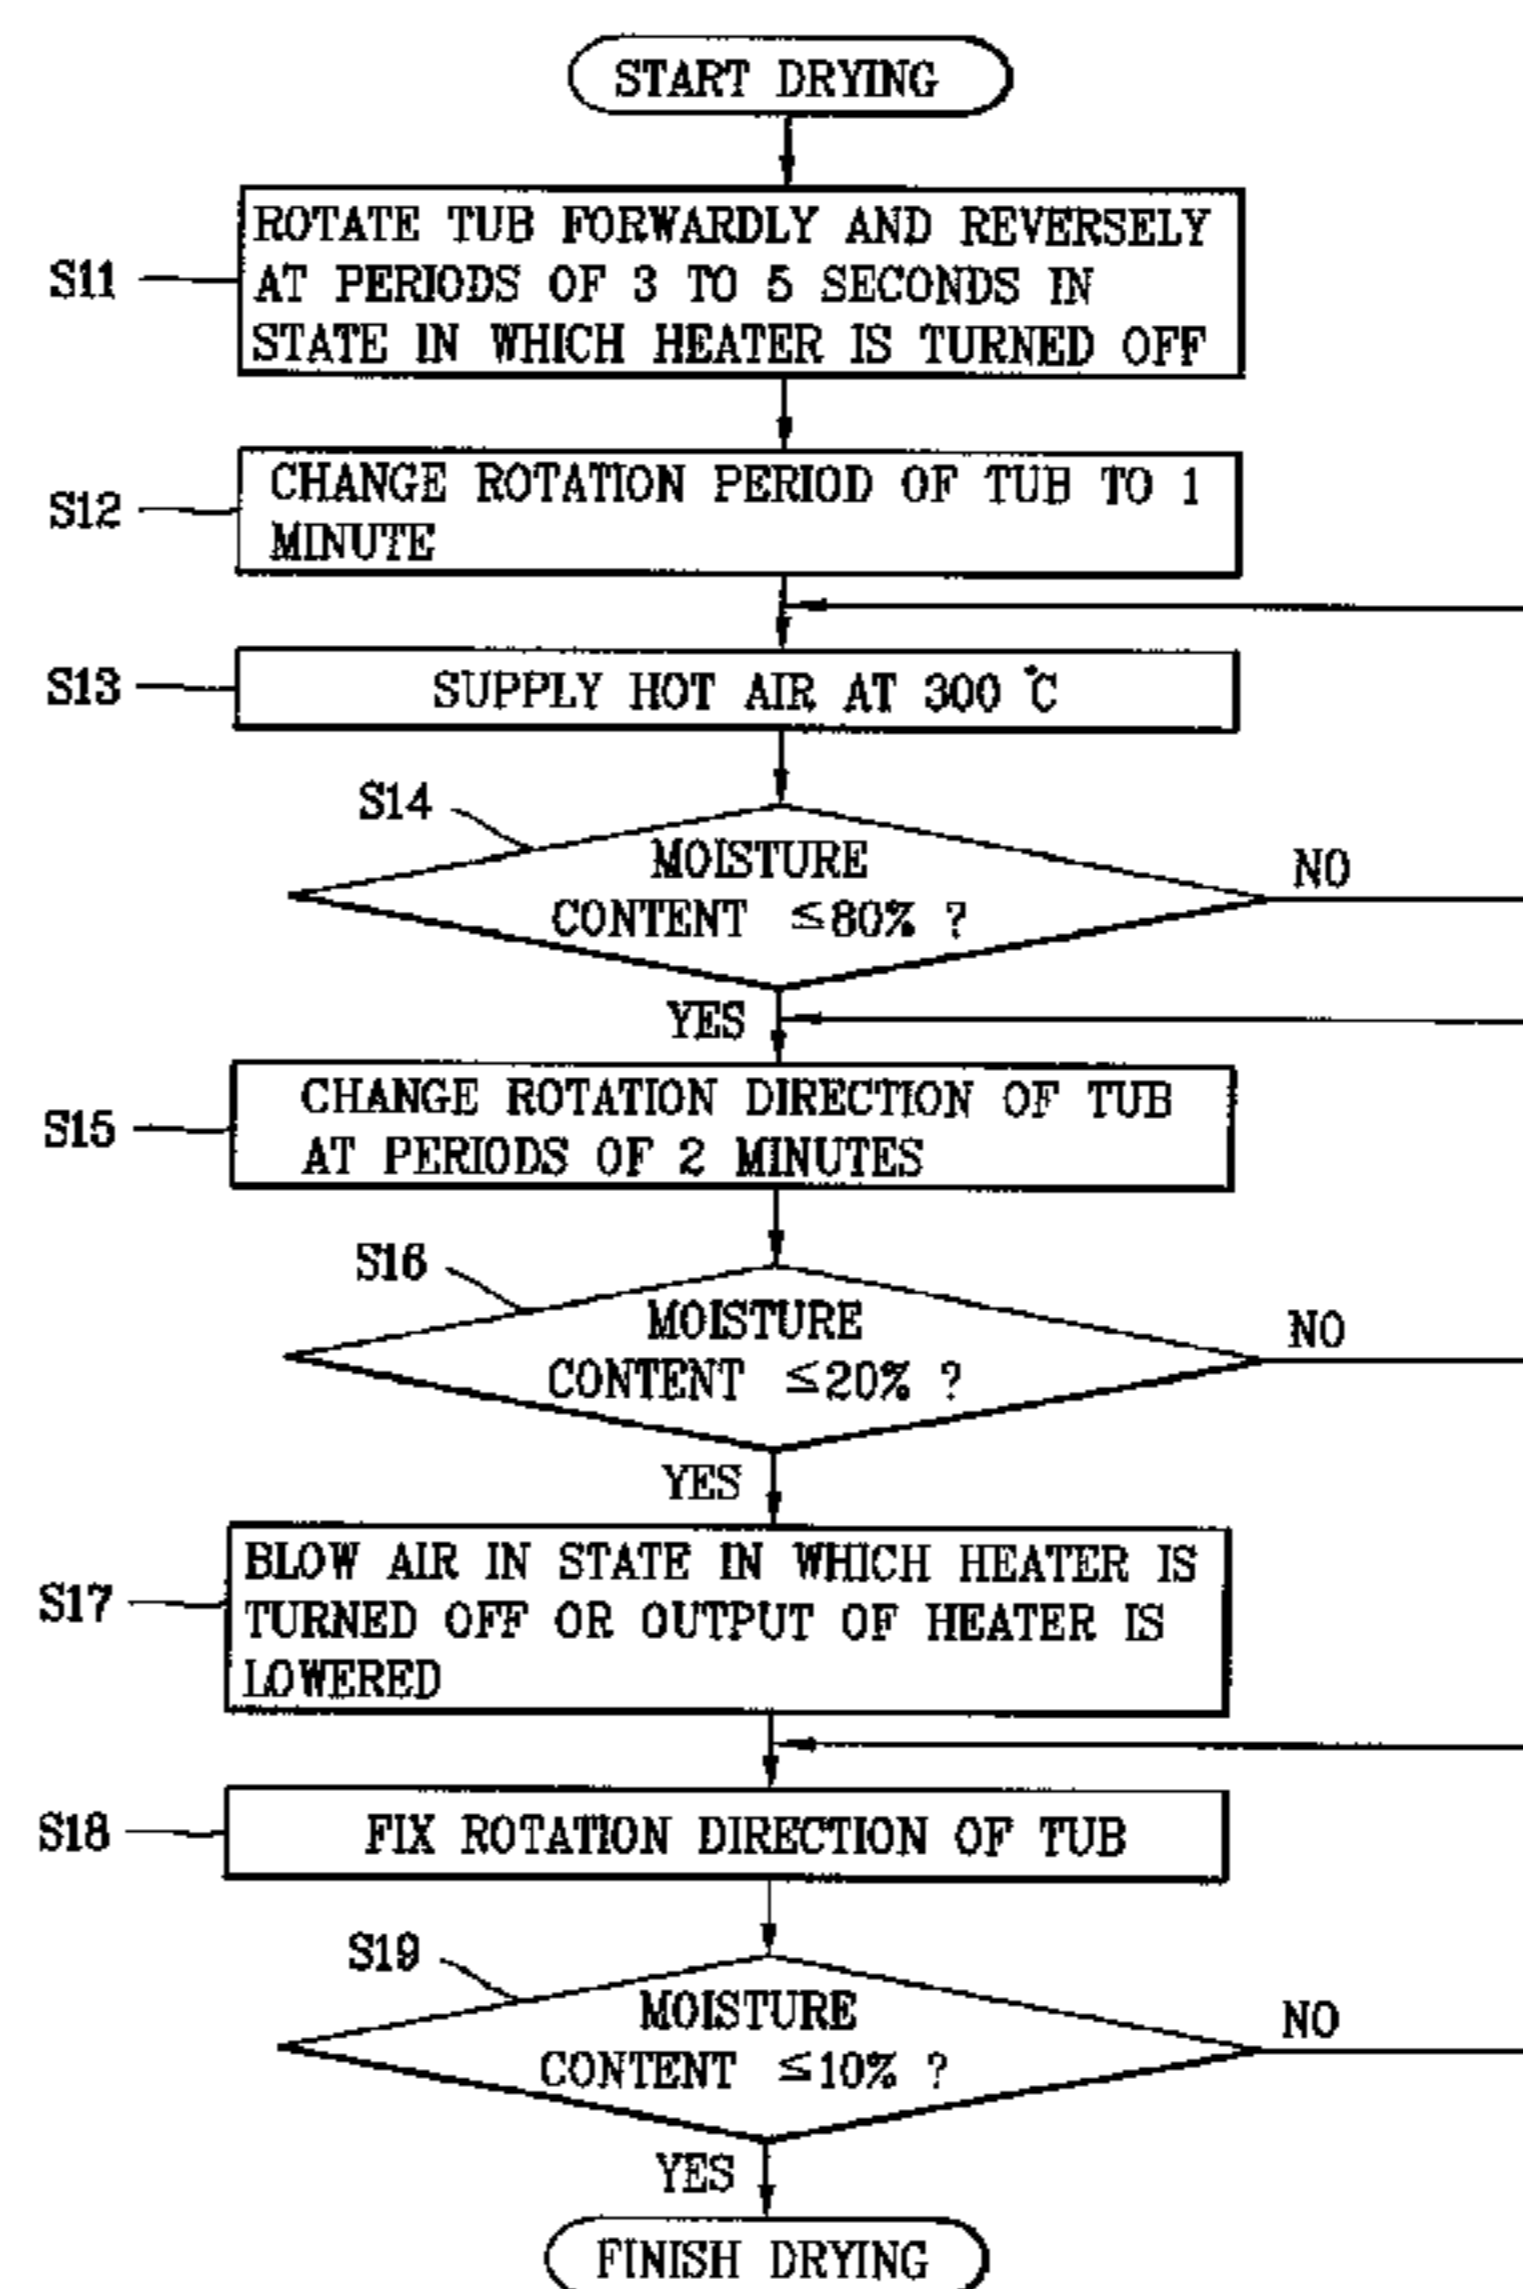 START DRYING
S11
ROTATE TUB FORWARDLY AND REVERSELY
AT PERIODS OF 3 TO 5 SECONDS IN
STATE IN WHICH HEATER IS TURNED OFF
S12
CHANGE ROTATION PERIOD OF TUB TO 1
MINUTE
S13
SUPPLY HOT AIR AT 300 °C
S14
MOISTURE
CONTENT ≤80% ?
NO
YES
S15
CHANGE ROTATION DIRECTION OF TUB
AT PERIODS OF 2 MINUTES
S16
MOISTURE
CONTENT ≤20% ?
NO
YES
S17
BLOW AIR IN STATE IN WHICH HEATER IS
TURNED OFF OR OUTPUT OF HEATER IS
LOWERED
S18
FIX ROTATION DIRECTION OF TUB
S19
MOISTURE
CONTENT ≤10% ?
NO
YES
FINISH DRYING